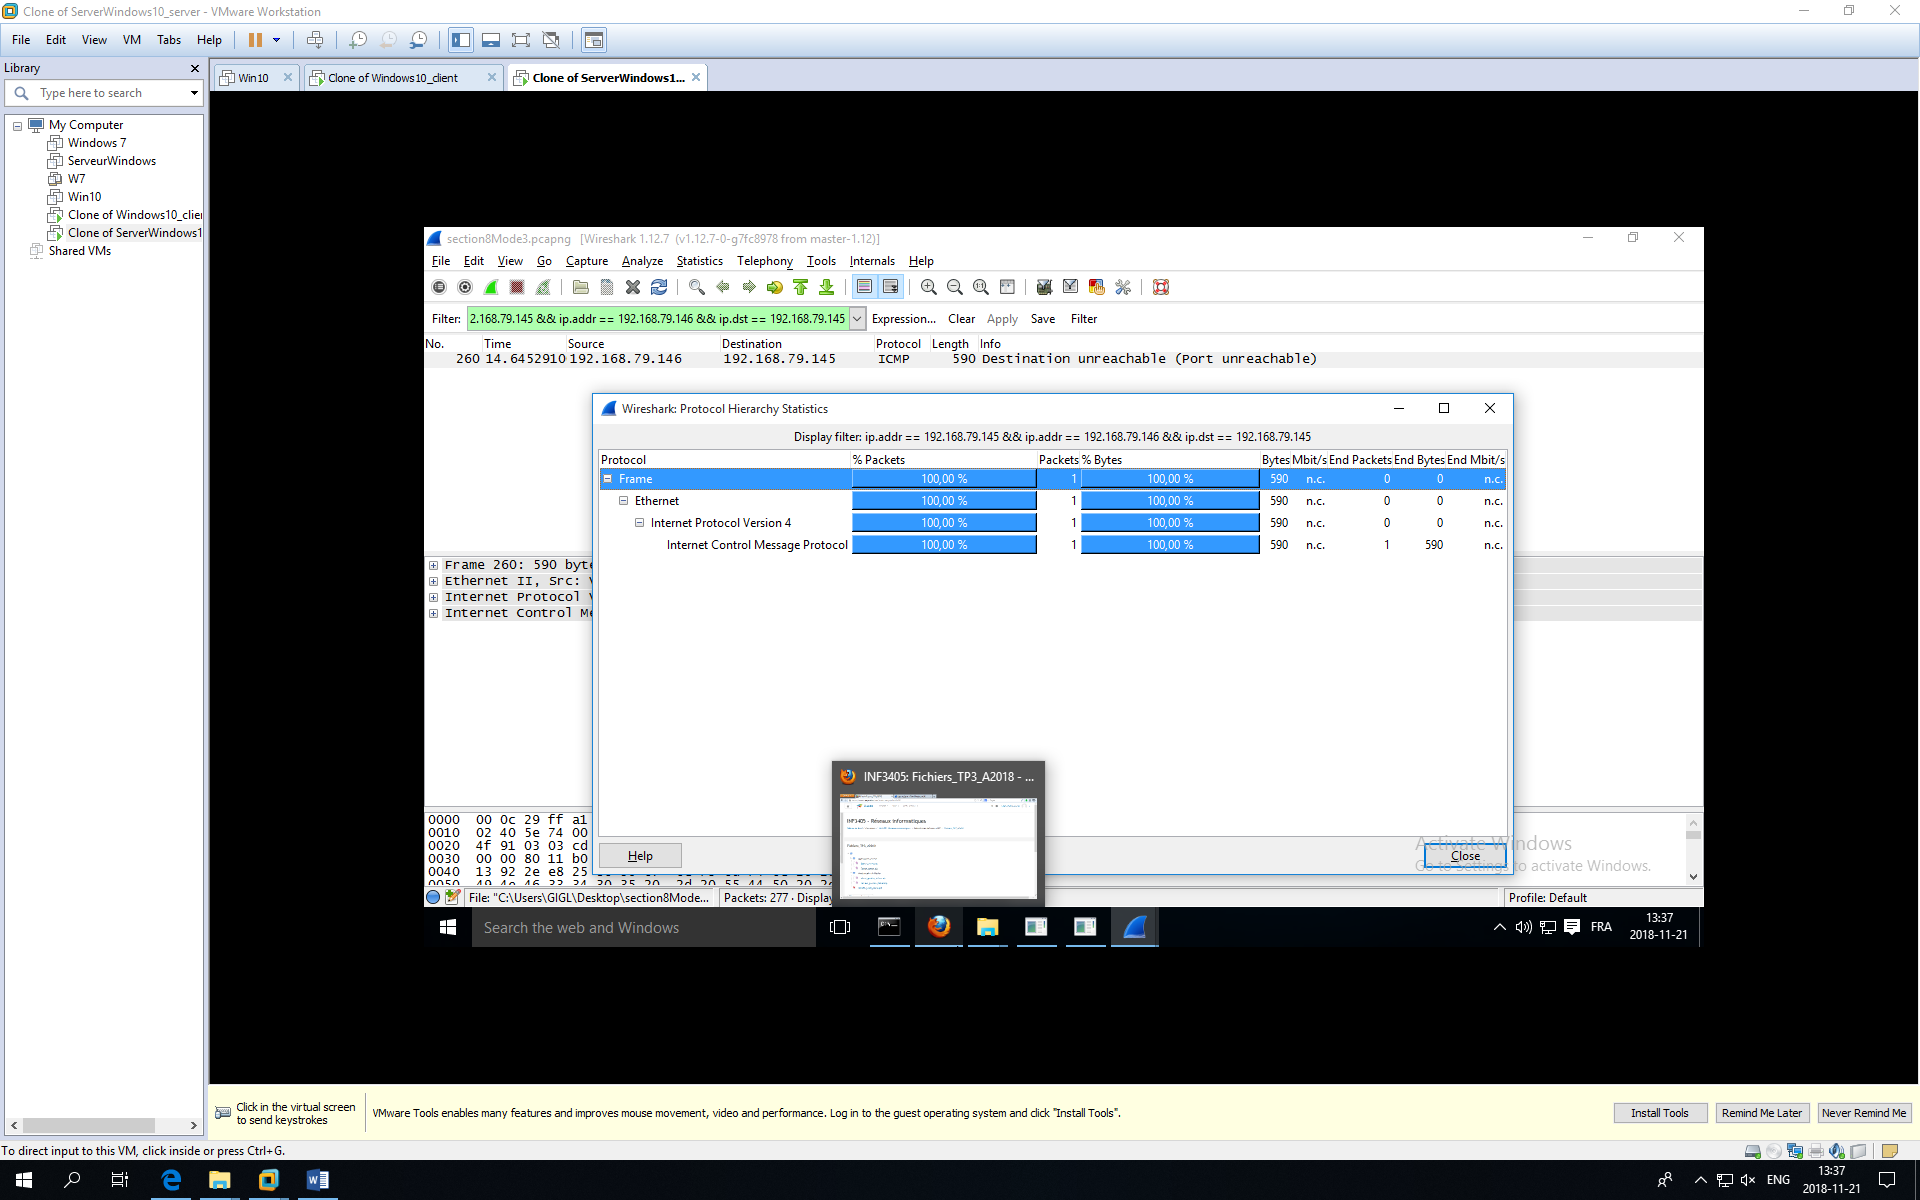 Clone of ServerWindows10_server - VMware Workstation
File Edit View VM Tabs Help
Library
Type here to search
My Computer
Windows 7
ServeurWindows
W7
Win10
Clone of Windows10_clie
Clone of ServerWindows1
Shared VMs
Win10
Clone of Windows10_client
Clone of ServerWindows1...
section8Mode3.pcapng [Wireshark 1.12.7 (v1.12.7-0-g7fc8978 from master-1.12)]
File Edit View Go Capture Analyze Statistics Telephony Tools Internals Help
Filter: 2.168.79.145 && ip.addr == 192.168.79.146 && ip.dst == 192.168.79.145 Expression... Clear Apply Save Filter
No. Time Source Destination Protocol Length Info
260 14.6452910 192.168.79.146 192.168.79.145 ICMP 590 Destination unreachable (Port unreachable)
Wireshark: Protocol Hierarchy Statistics
Display filter: ip.addr == 192.168.79.145 && ip.addr == 192.168.79.146 && ip.dst == 192.168.79.145
Protocol % Packets Packets % Bytes Bytes Mbit/s End Packets End Bytes End Mbit/s
Frame 100,00 % 1 100,00 % 590 n.c. 0 0 n.c.
Ethernet 100,00 % 1 100,00 % 590 n.c. 0 0 n.c.
Internet Protocol Version 4 100,00 % 1 100,00 % 590 n.c. 0 0 n.c.
Internet Control Message Protocol 100,00 % 1 100,00 % 590 n.c. 1 590 n.c.
Frame 260: 590 byte
Ethernet II, Src: V
Internet Protocol V
Internet Control Me
0000 00 0c 29 ff a1
0010 02 40 5e 74 00
0020 4f 91 03 03 cd
0030 00 00 80 11 b0
0040 13 92 2e e8 25
INF3405: Fichiers_TP3_A2018 - ...
INF3405 - Réseaux informatiques
Help
Close
Activate Windows
Go to Settings to activate Windows.
File: "C:\Users\GIGL\Desktop\section8Mode... Packets: 277 · Display
Profile: Default
Search the web and Windows
FRA
13:37
2018-11-21
Click in the virtual screen
to send keystrokes
VMware Tools enables many features and improves mouse movement, video and performance. Log in to the guest operating system and click "Install Tools".
Install Tools
Remind Me Later
Never Remind Me
To direct input to this VM, click inside or press Ctrl+G.
ENG
13:37
2018-11-21